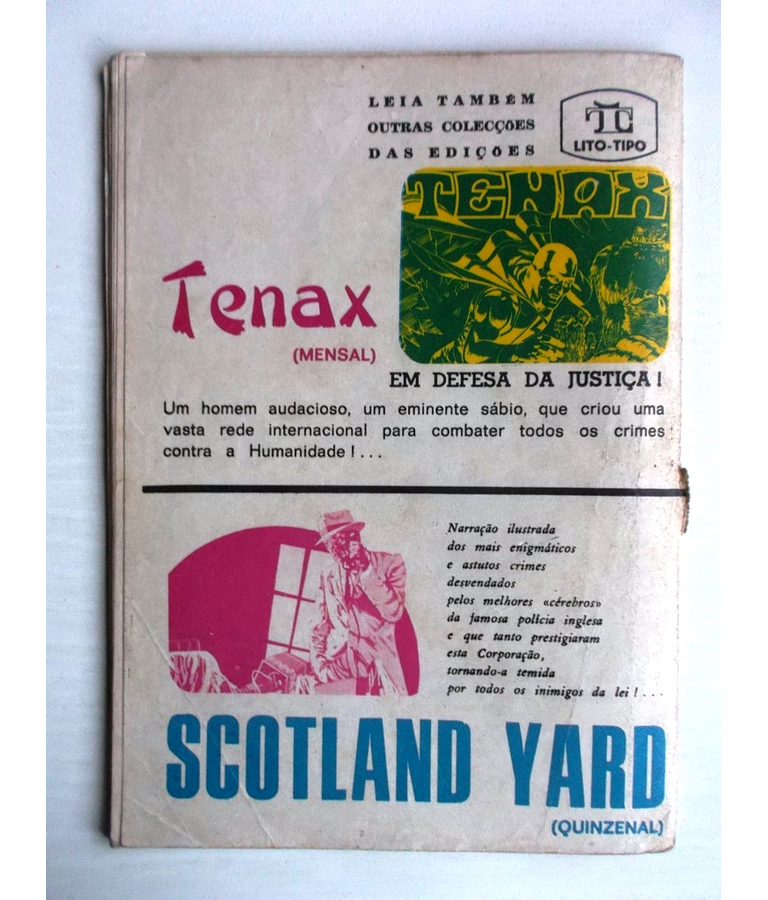 LEIA TAMBÉM
OUTRAS COLECÇÕES
DAS EDIÇÕES
TC
LITO-TIPO
TENAX
Tenax
(MENSAL)
EM DEFESA DA JUSTIÇA!
Um homem audacioso, um eminente sábio, que criou uma
vasta rede internacional para combater todos os crimes
contra a Humanidade!...
Narração ilustrada
dos mais enigmáticos
e astutos crimes
desvendados
pelos melhores «cérebros»
da famosa polícia inglesa
e que tanto prestigiaram
esta Corporação,
tornando-a temida
por todos os inimigos da lei!...
SCOTLAND YARD
(QUINZENAL)